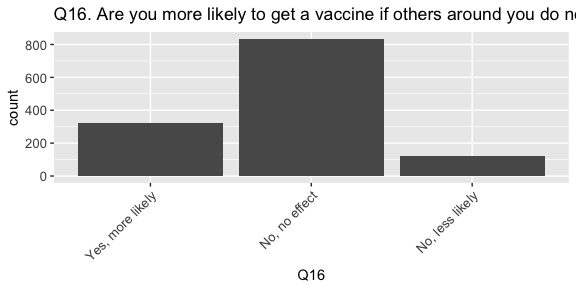 Q16. Are you more likely to get a vaccine if others around you do
800
600
400
200
0
count
Yes, more likely
No, no effect
No, less likely
Q16